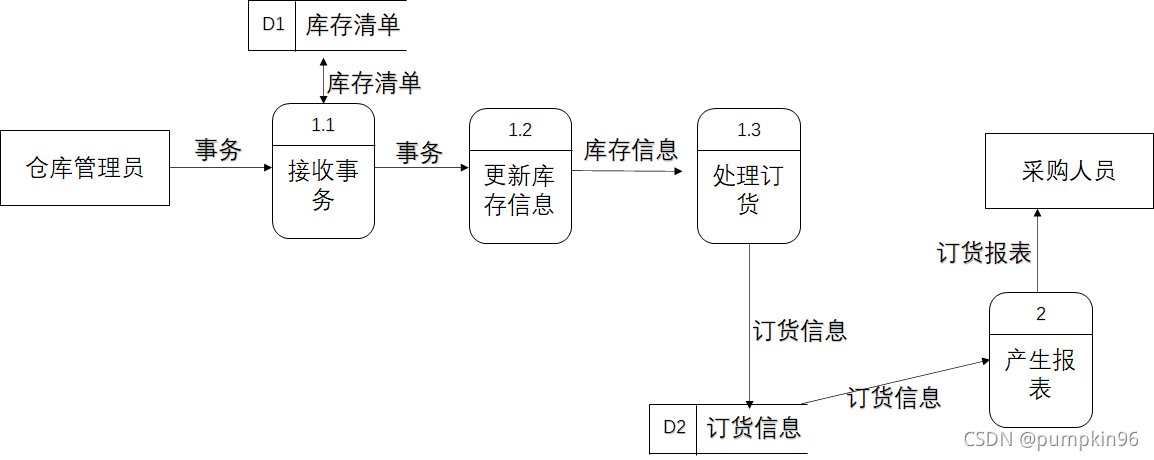 D1 库存清单
库存清单
仓库管理员
事务
1.1
接收事
务
事务
1.2
更新库
存信息
库存信息
1.3
处理订
货
采购人员
订货报表
2
产生报
表
订货信息
订货信息
D2 订货信息
CSDN @pumpkin96